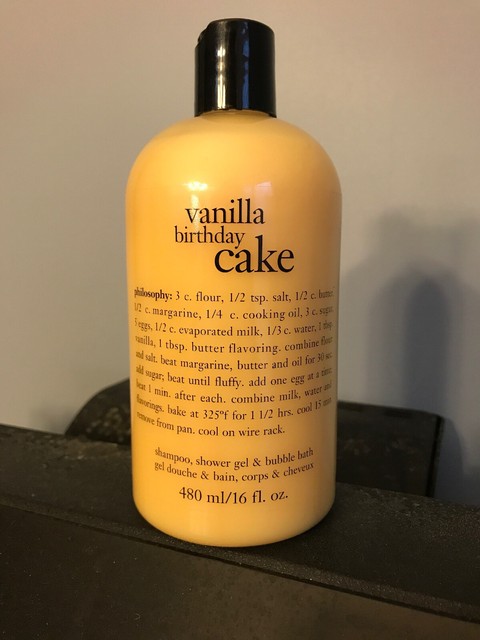 vanilla
birthday
cake
philosophy: 3 c. flour, 1/2 tsp. salt, 1/2 c. butter,
1/2 c. margarine, 1/4 c. cooking oil, 3 c. sugar,
5 eggs, 1/2 c. evaporated milk, 1/3 c. water, 1 tbsp.
vanilla, 1 tbsp. butter flavoring. combine flour
and salt. beat margarine, butter and oil for 30 sec.
add sugar; beat until fluffy. add one egg at a time;
beat 1 min. after each. combine milk, water and
flavorings. bake at 325°f for 1 1/2 hrs. cool 15 min.
remove from pan. cool on wire rack.
shampoo, shower gel & bubble bath
gel douche & bain, corps & cheveux
480 ml/16 fl. oz.